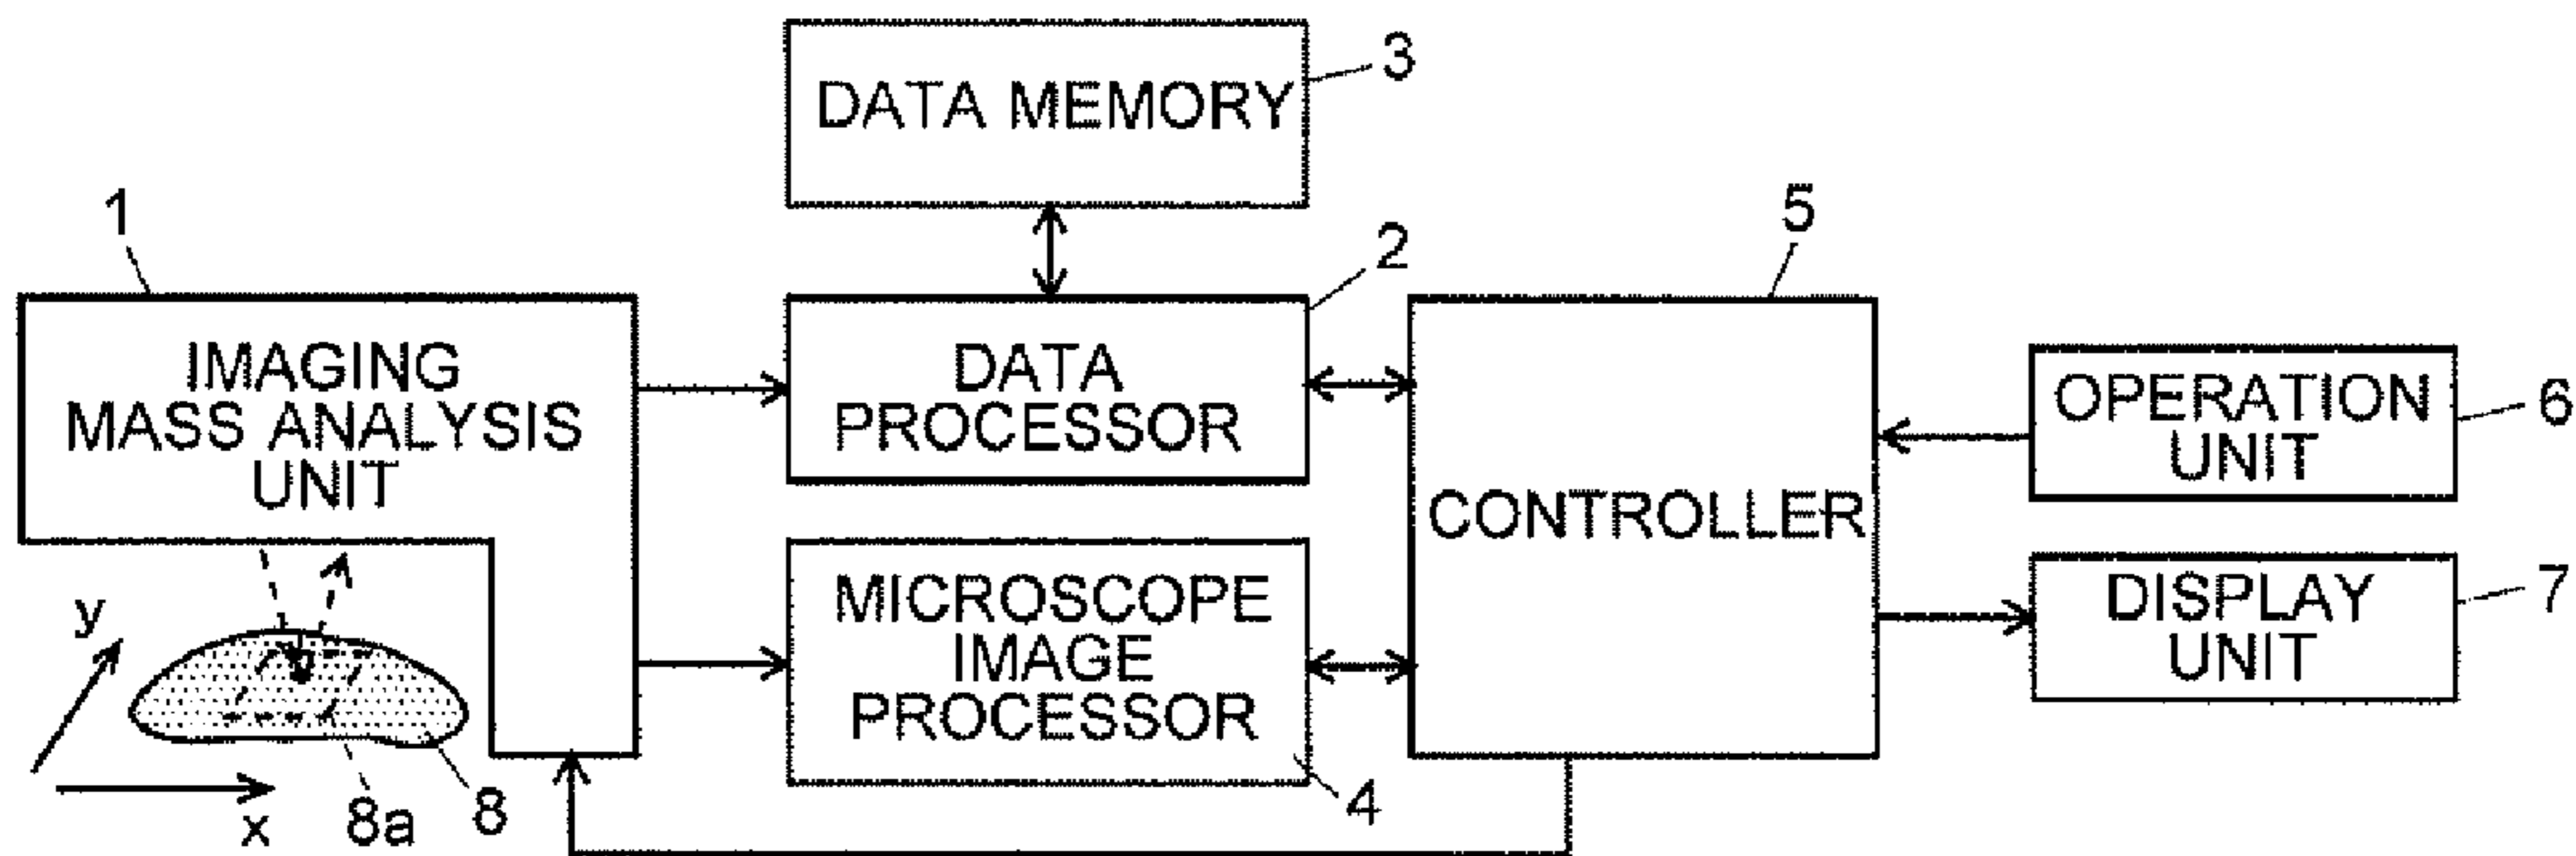 3
DATA MEMORY
1
5
2
IMAGING
MASS ANALYSIS
UNIT
DATA
PROCESSOR
OPERATION
UNIT
6
CONTROLLER
MICROSCOPE
IMAGE
PROCESSOR
DISPLAY
UNIT
7
y
x
8a
8
4